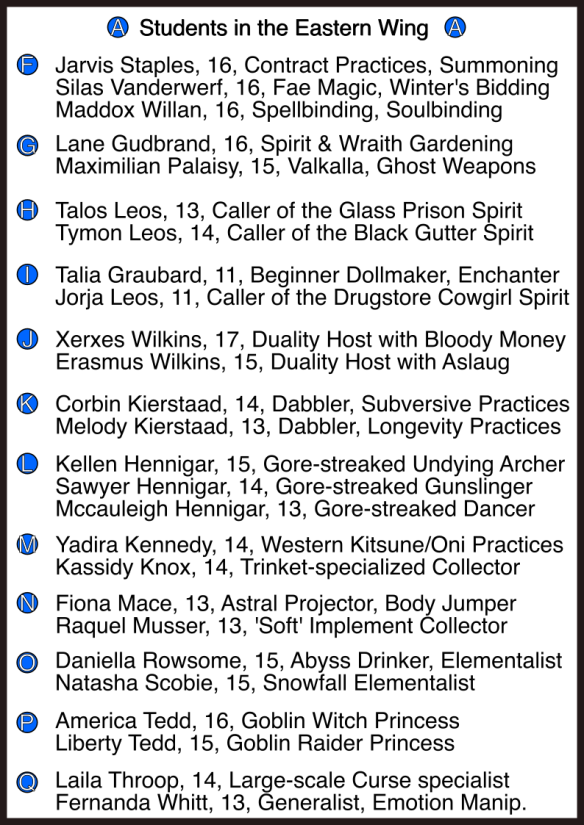 A Students in the Eastern Wing A
F Jarvis Staples, 16, Contract Practices, Summoning
Silas Vanderwerf, 16, Fae Magic, Winter's Bidding
Maddox Willan, 16, Spellbinding, Soulbinding
G Lane Gudbrand, 16, Spirit & Wraith Gardening
Maximilian Palaisy, 15, Valkalla, Ghost Weapons
H Talos Leos, 13, Caller of the Glass Prison Spirit
Tymon Leos, 14, Caller of the Black Gutter Spirit
I Talia Graubard, 11, Beginner Dollmaker, Enchanter
Jorja Leos, 11, Caller of the Drugstore Cowgirl Spirit
J Xerxes Wilkins, 17, Duality Host with Bloody Money
Erasmus Wilkins, 15, Duality Host with Aslaug
K Corbin Kierstaad, 14, Dabbler, Subversive Practices
Melody Kierstaad, 13, Dabbler, Longevity Practices
L Kellen Hennigar, 15, Gore-streaked Undying Archer
Sawyer Hennigar, 14, Gore-streaked Gunslinger
Mccauleigh Hennigar, 13, Gore-streaked Dancer
M Yadira Kennedy, 14, Western Kitsune/Oni Practices
Kassidy Knox, 14, Trinket-specialized Collector
N Fiona Mace, 13, Astral Projector, Body Jumper
Raquel Musser, 13, 'Soft' Implement Collector
O Daniella Rowsome, 15, Abyss Drinker, Elementalist
Natasha Scobie, 15, Snowfall Elementalist
P America Tedd, 16, Goblin Witch Princess
Liberty Tedd, 15, Goblin Raider Princess
Q Laila Throop, 14, Large-scale Curse specialist
Fernanda Whitt, 13, Generalist, Emotion Manip.